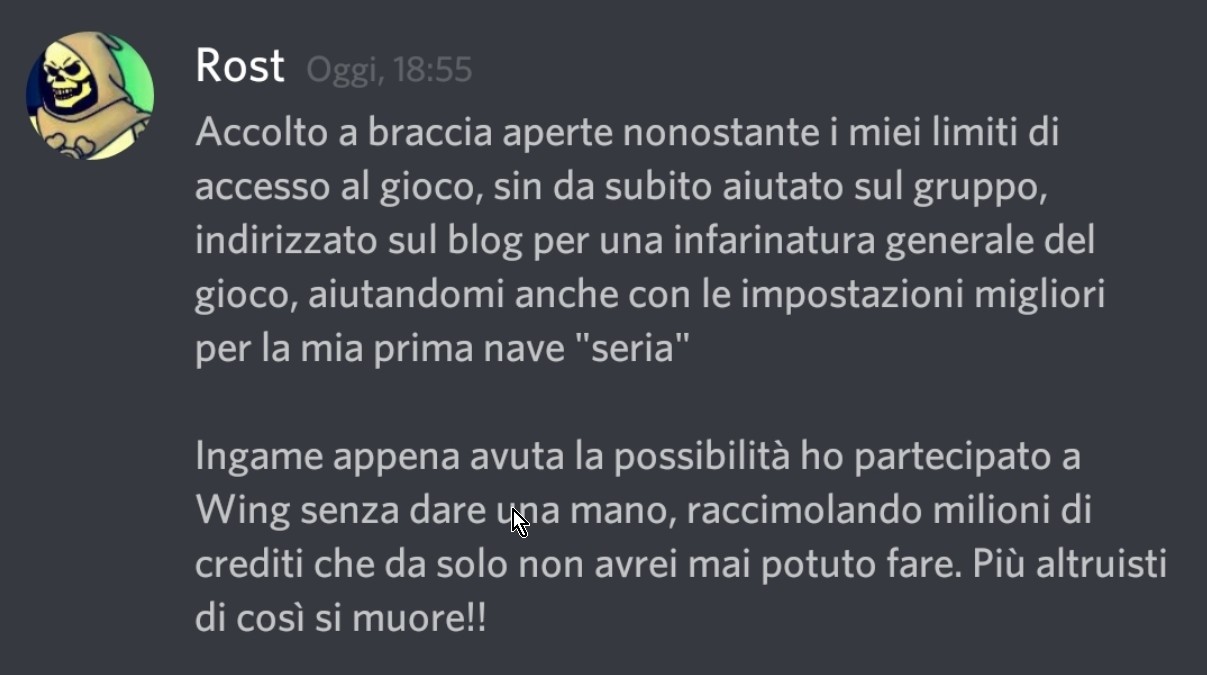 Rost Oggi, 18:55
Accolto a braccia aperte nonostante i miei limiti di
accesso al gioco, sin da subito aiutato sul gruppo,
indirizzato sul blog per una infarinatura generale del
gioco, aiutandomi anche con le impostazioni migliori
per la mia prima nave "seria"
Ingame appena avuta la possibilità ho partecipato a
Wing senza dare una mano, raccimolando milioni di
crediti che da solo non avrei mai potuto fare. Più altruisti
di così si muore!!